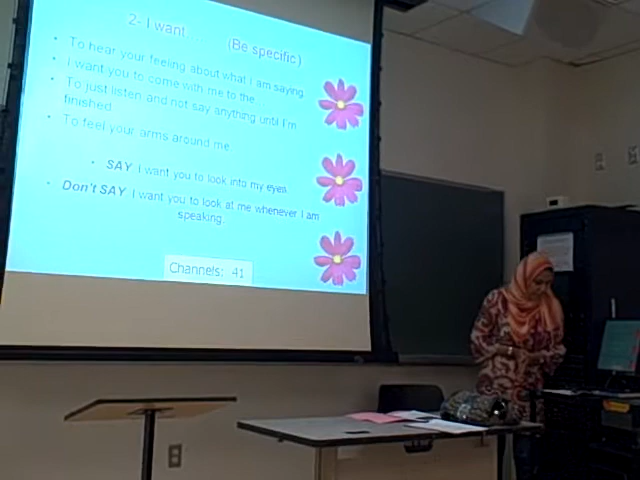 2- I want (Be specific)
• To hear your feeling about what I am saying.
• I want you to come with me to the...
• To just listen and not say anything until I'm
finished
• To feel your arms around me
• SAY I want you to look into my eyes
• Don't SAY I want you to look at me whenever I am
speaking.
Channels: 41